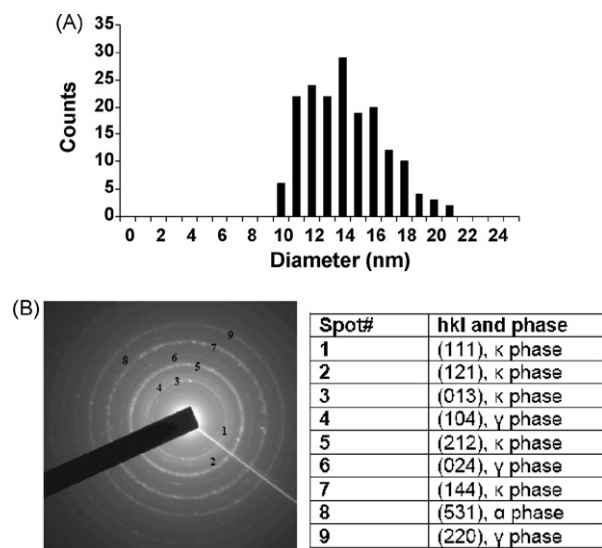 (A)
35
30
25
20
15
10
5
0
Counts
0 2 4 6 8 10 12 14 16 18 20 22 24
Diameter (nm)
(B)
9
7
8
6
5
4 3
1
2
Spot# hkl and phase
1 (111), κ phase
2 (121), κ phase
3 (013), κ phase
4 (104), γ phase
5 (212), κ phase
6 (024), γ phase
7 (144), κ phase
8 (531), α phase
9 (220), γ phase